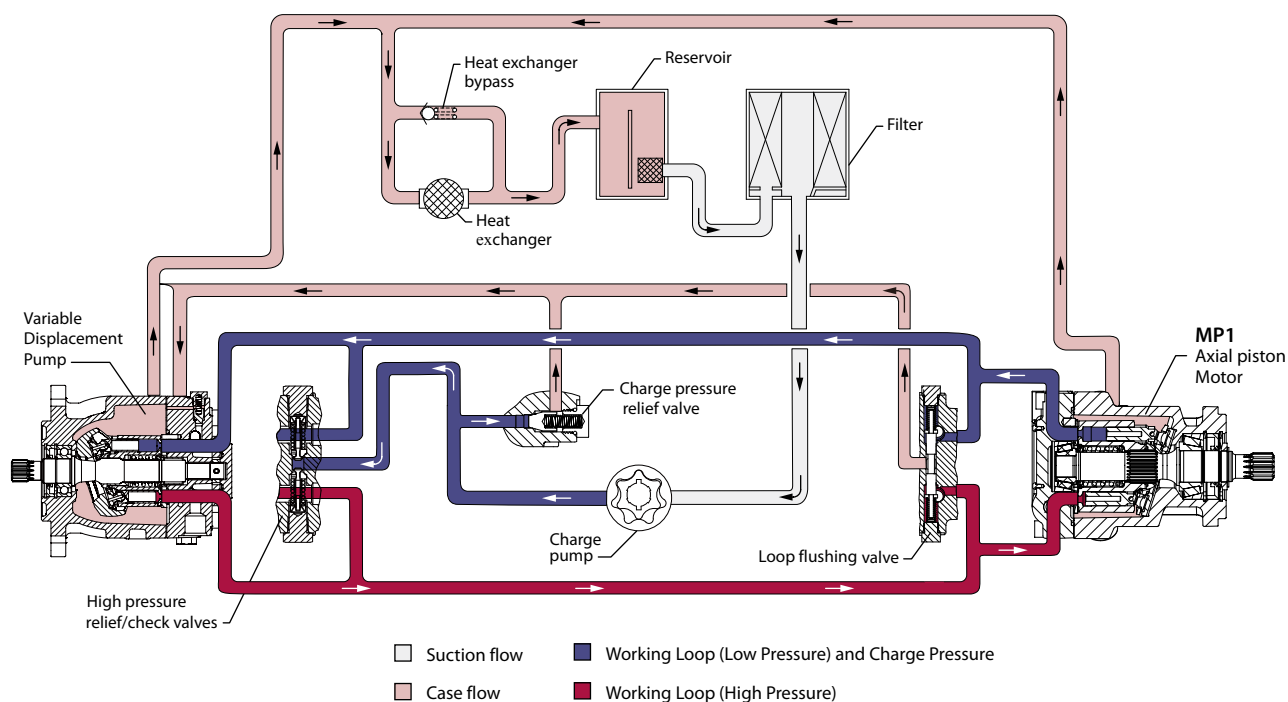 Heat exchanger
bypass
Reservoir
Filter
Heat
exchanger
Variable
Displacement
Pump
MP1
Axial piston
Motor
Charge pressure
relief valve
Charge
pump
Loop flushing valve
High pressure
relief/check valves
Suction flow
Working Loop (Low Pressure) and Charge Pressure
Case flow
Working Loop (High Pressure)